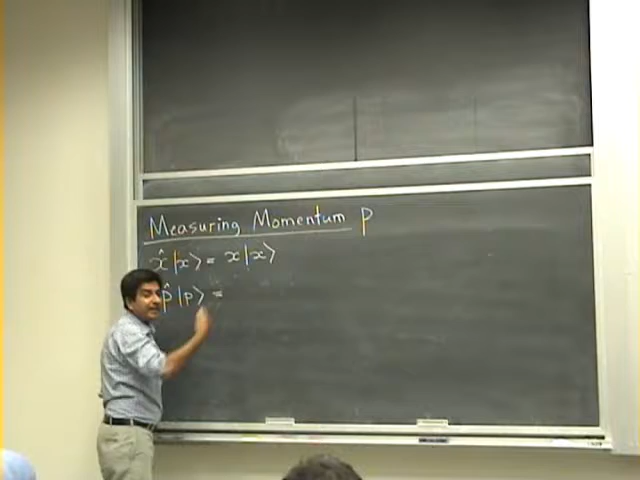 Measuring Momentum p
x̂|x⟩ = x|x⟩
p̂|p⟩ =